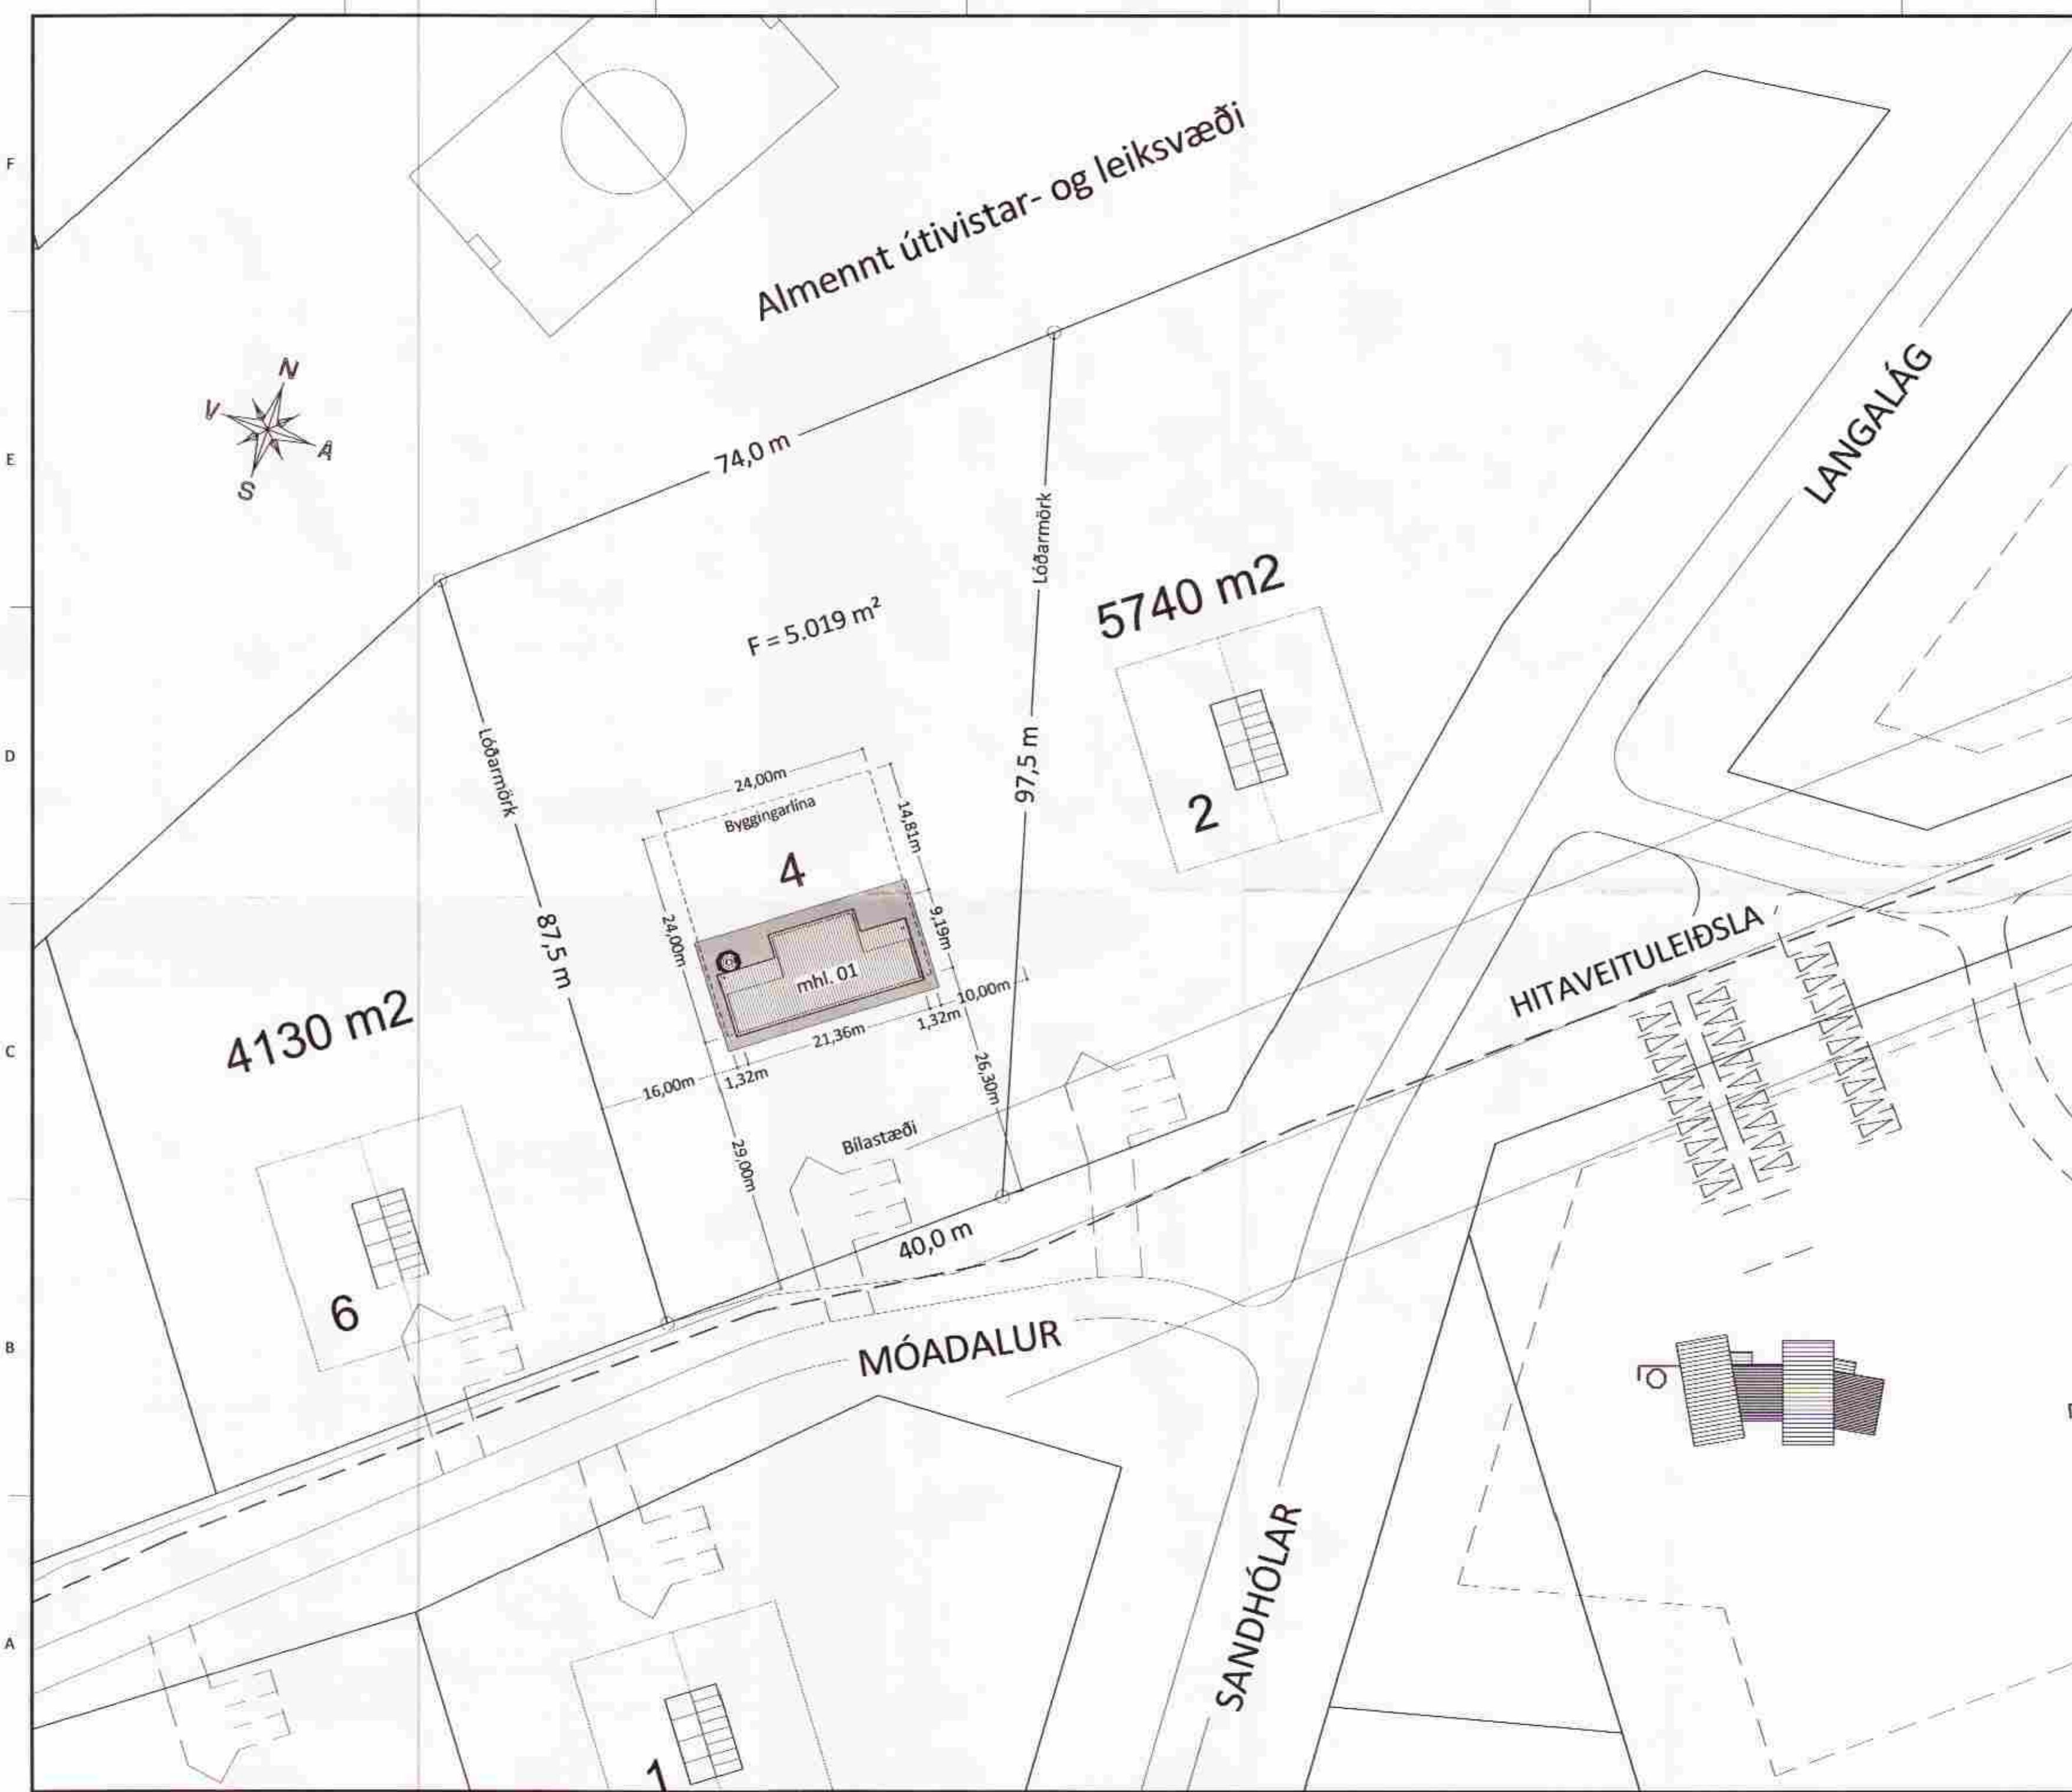 F
E
D
C
B
A
Almennt útivistar- og leiksvæði
N
V
A
S
74,0 m
LANGALÁG
Lóðarmörk
F = 5.019 m²
5740 m2
2
Lóðarmörk
97,5 m
24,00m
Byggingarlína
14,81m
4
24,00m
9,19m
mhl. 01
87,5 m
HITAVEITULEIÐSLA
4130 m2
10,00m
1,32m
21,36m
16,00m
1,32m
26,30m
Bílastæði
29,00m
40,0 m
6
MÓADALUR
SANDHÓLAR
1